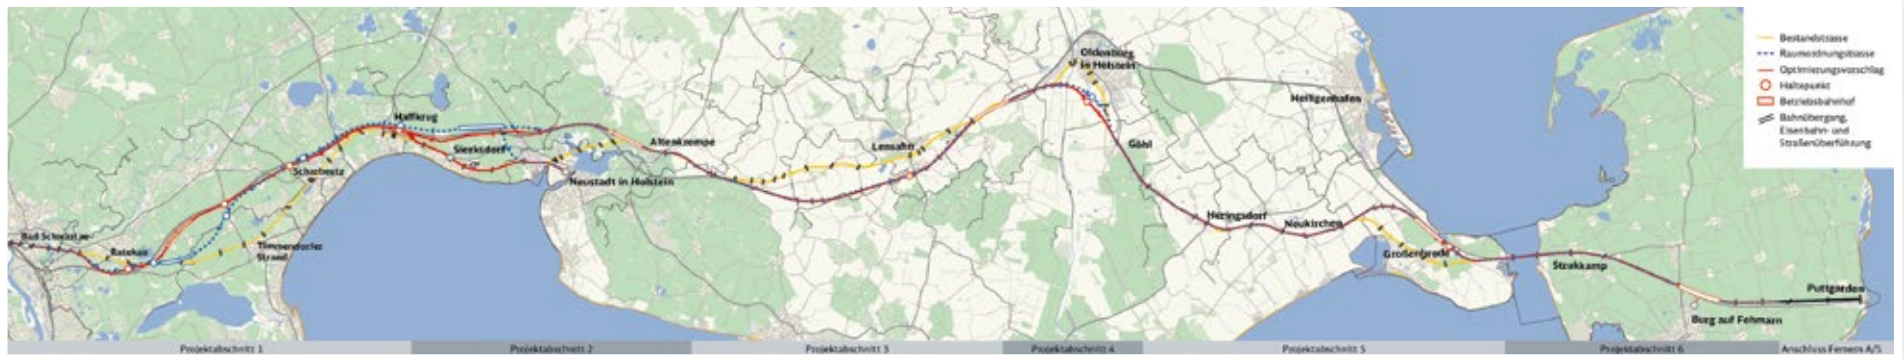 Bestandstrasse
Raumordnungstrasse
Optimierungsvorschlag
Haltepunkt
Betriebsbahnhof
Bahnübergang,
Eisenbahn- und
Straßenüberführung
Oldenburg
in Holstein
Heiligenhafen
Haffkrug
Sierksdorf
Altenkrempe
Lensahn
Göhl
Scharbeutz
Neustadt in Holstein
Heringsdorf
Neukirchen
Bad Schwartau
Ratekau
Timmendorfer
Strand
Großenbrode
Strukkamp
Puttgarden
Burg auf Fehmarn
Projektabschnitt 1
Projektabschnitt 2
Projektabschnitt 3
Projektabschnitt 4
Projektabschnitt 5
Projektabschnitt 6
Anschluss Femern A/S